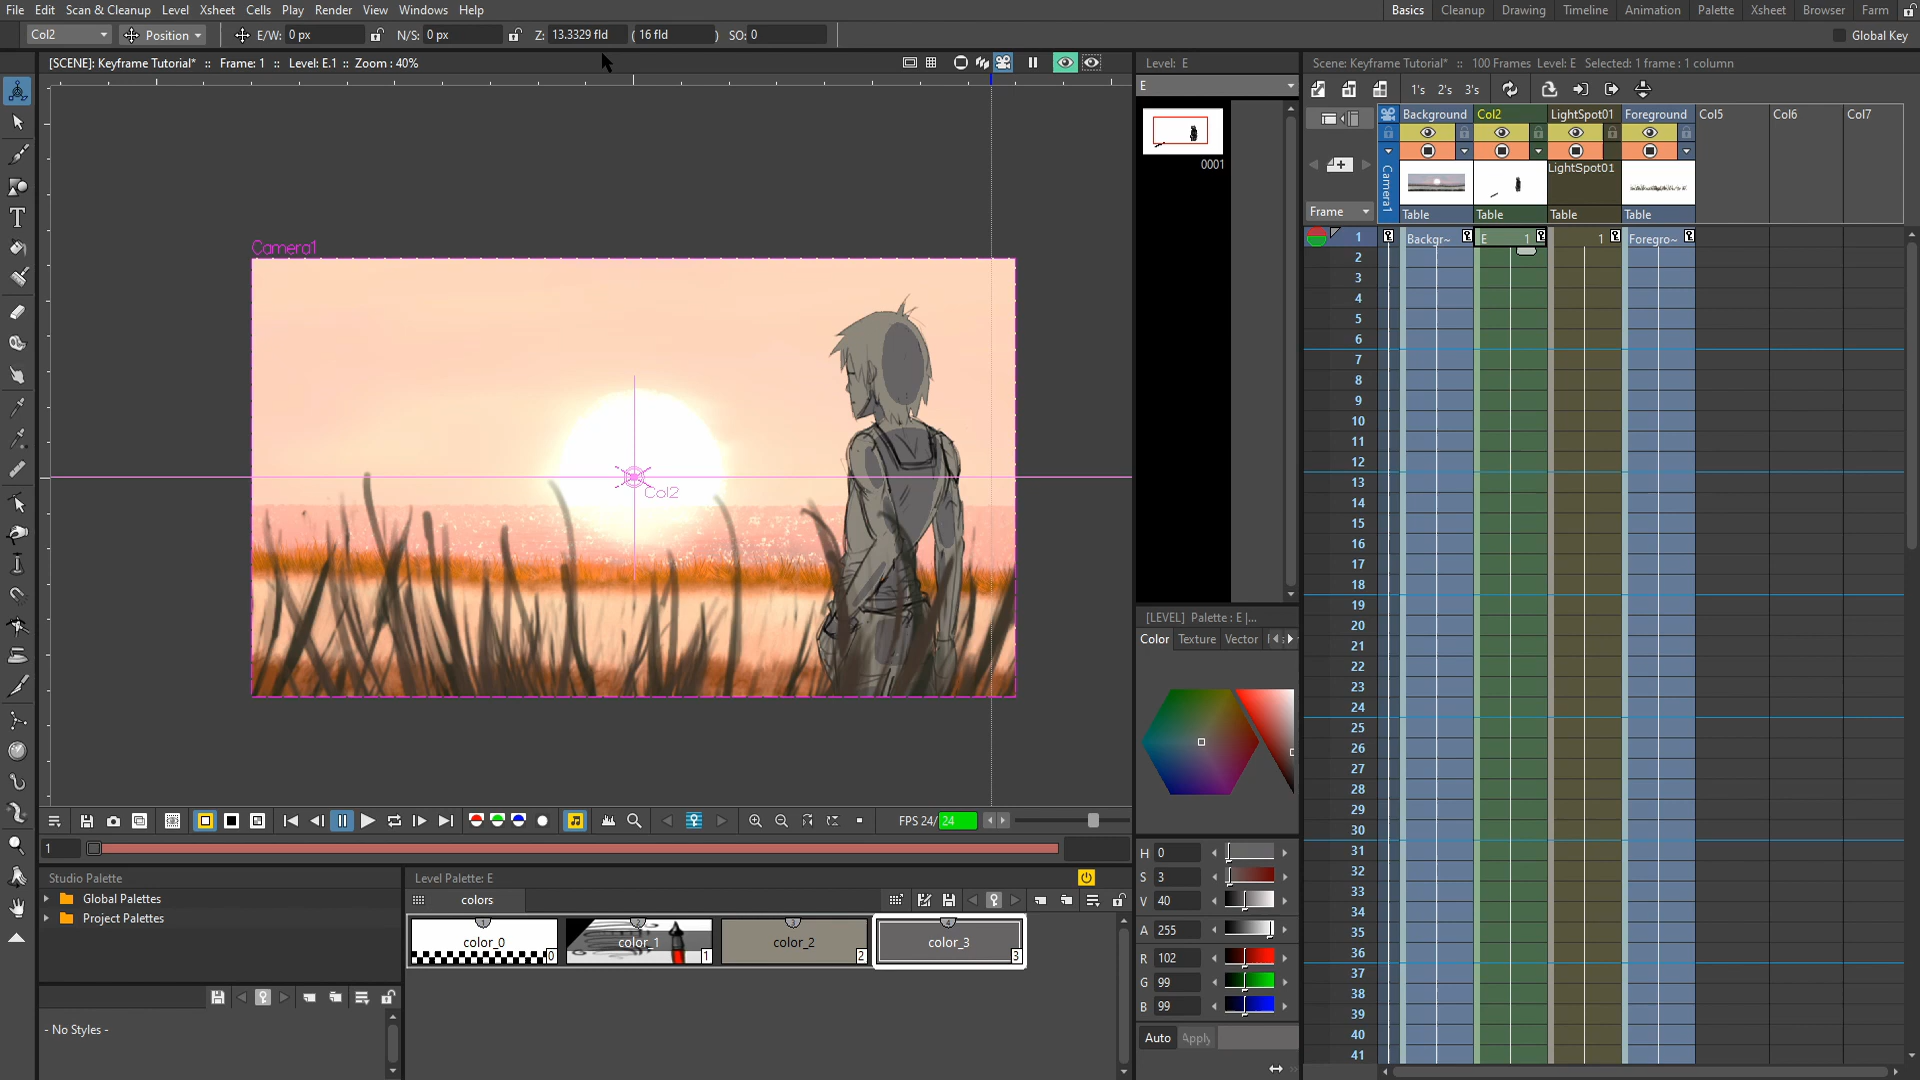 File Edit Scan & Cleanup Level Xsheet Cells Play Render View Windows Help
Basics Cleanup Drawing Timeline Animation Palette Xsheet Browser Farm
Col2 Position E/W: 0 px N/S: 0 px Z: 13.3329 fld ( 16 fld ) SO: 0 Global Key
[SCENE]: Keyframe Tutorial* :: Frame: 1 :: Level: E.1 :: Zoom : 40%
Level: E
Scene: Keyframe Tutorial* :: 100 Frames Level: E Selected: 1 frame : 1 column
E
1's 2's 3's
Background Col2 LightSpot01 Foreground Col5 Col6 Col7
Camera1
LightSpot01
0001
Frame
Table Table Table Table
1 Backgr~ E 1 1 Foregro~
2
3
4
5
6
7
8
9
10
11
12
13
14
15
16
17
18
19
20
21
22
23
24
25
26
27
28
29
30
31
32
33
34
35
36
37
38
39
40
41
Camera1
Col2
[LEVEL] Palette : E |...
Color Texture Vector
FPS 24/ 24
1
H 0
S 3
V 40
A 255
R 102
G 99
B 99
Auto Apply
Studio Palette
Global Palettes
Project Palettes
- No Styles -
Level Palette: E
colors
color_0 0
color_1 1
color_2 2
color_3 3